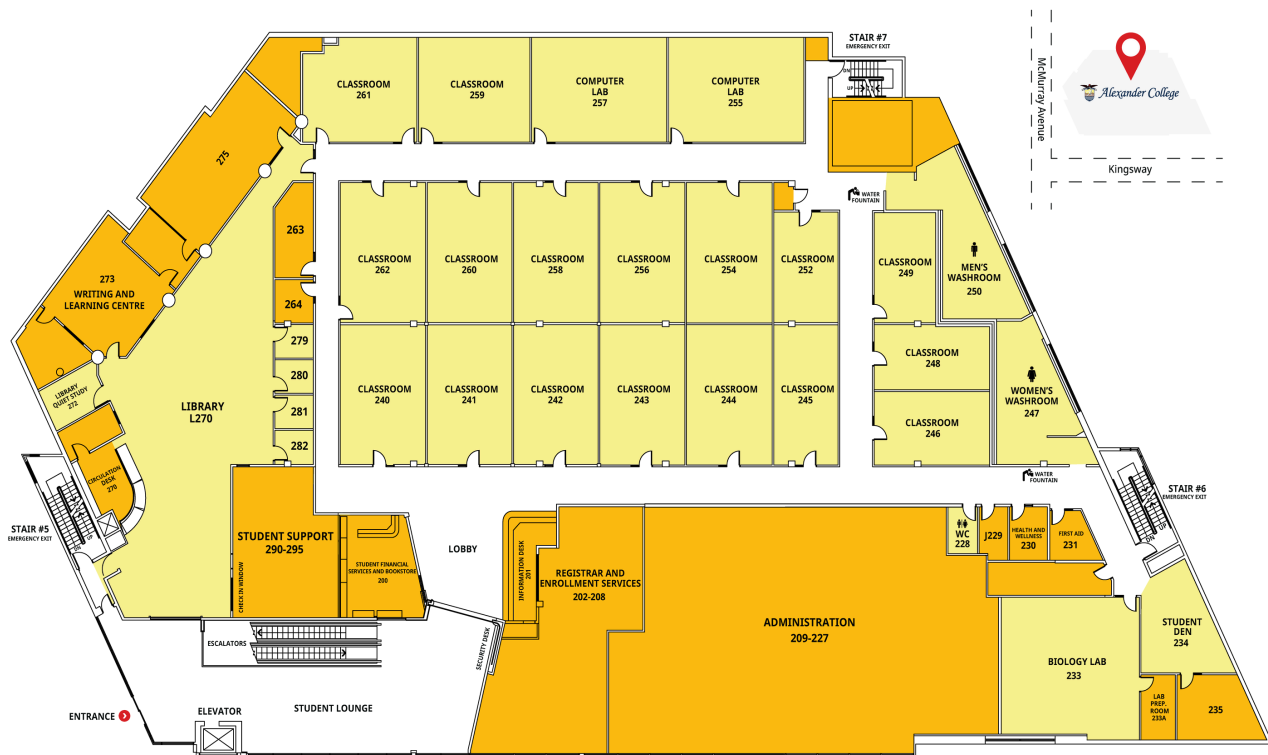 STAIR #7
EMERGENCY EXIT
DN
UP
McMurray Avenue
Alexander College
Kingsway
CLASSROOM
261
CLASSROOM
259
COMPUTER
LAB
257
COMPUTER
LAB
255
275
WATER
FOUNTAIN
263
CLASSROOM
262
CLASSROOM
260
CLASSROOM
258
CLASSROOM
256
CLASSROOM
254
CLASSROOM
252
CLASSROOM
249
MEN'S
WASHROOM
250
273
WRITING AND
LEARNING CENTRE
264
279
280
281
282
LIBRARY
QUIET STUDY
272
LIBRARY
L270
CLASSROOM
240
CLASSROOM
241
CLASSROOM
242
CLASSROOM
243
CLASSROOM
244
CLASSROOM
245
CLASSROOM
248
CLASSROOM
246
WOMEN'S
WASHROOM
247
CIRCULATION
DESK
270
WATER
FOUNTAIN
STAIR #6
EMERGENCY EXIT
UP
DN
STAIR #5
EMERGENCY EXIT
UP
DN
STUDENT SUPPORT
290-295
CHECK IN WINDOW
STUDENT FINANCIAL
SERVICES AND BOOKSTORE
200
LOBBY
INFORMATION DESK
201
REGISTRAR AND
ENROLLMENT SERVICES
202-208
WC
228
J229
HEALTH AND
WELLNESS
230
FIRST AID
231
ADMINISTRATION
209-227
STUDENT
DEN
234
BIOLOGY LAB
233
LAB
PREP.
ROOM
233A
235
ESCALATORS
SECURITY DESK
ENTRANCE
ELEVATOR
STUDENT LOUNGE